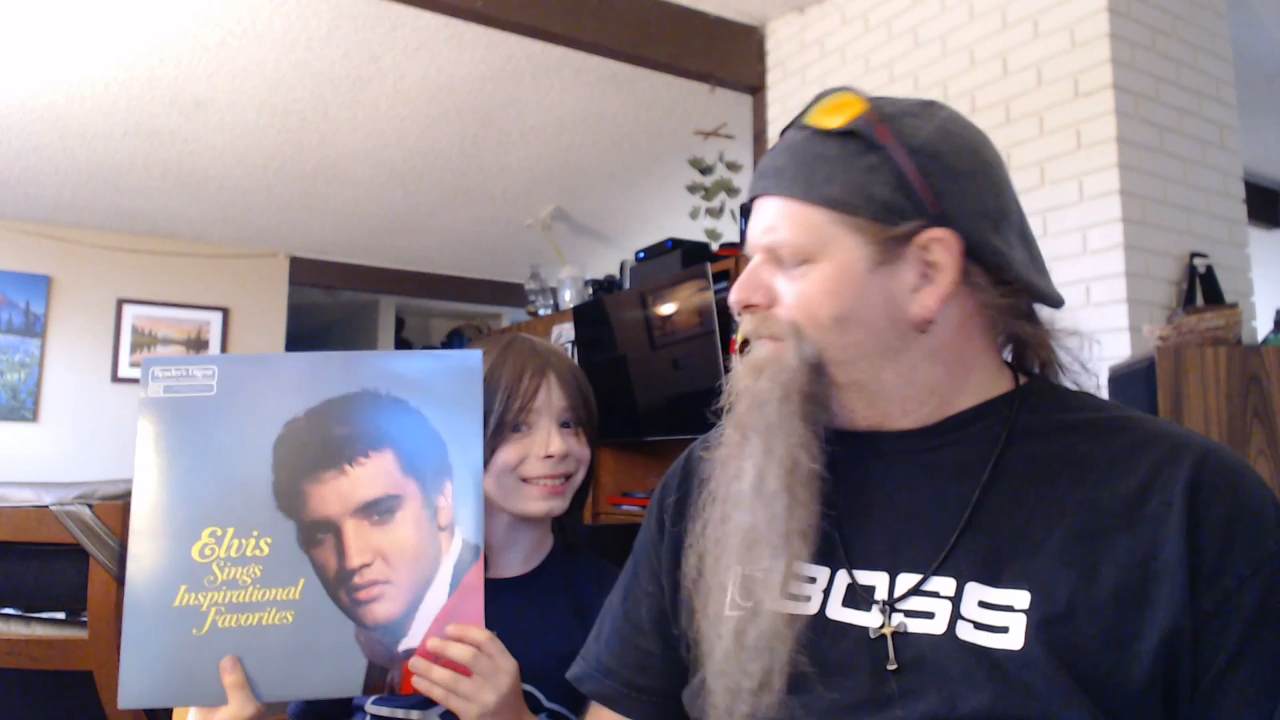 Reader's Digest
Elvis
Sings
Inspirational
Favorites
BOSS